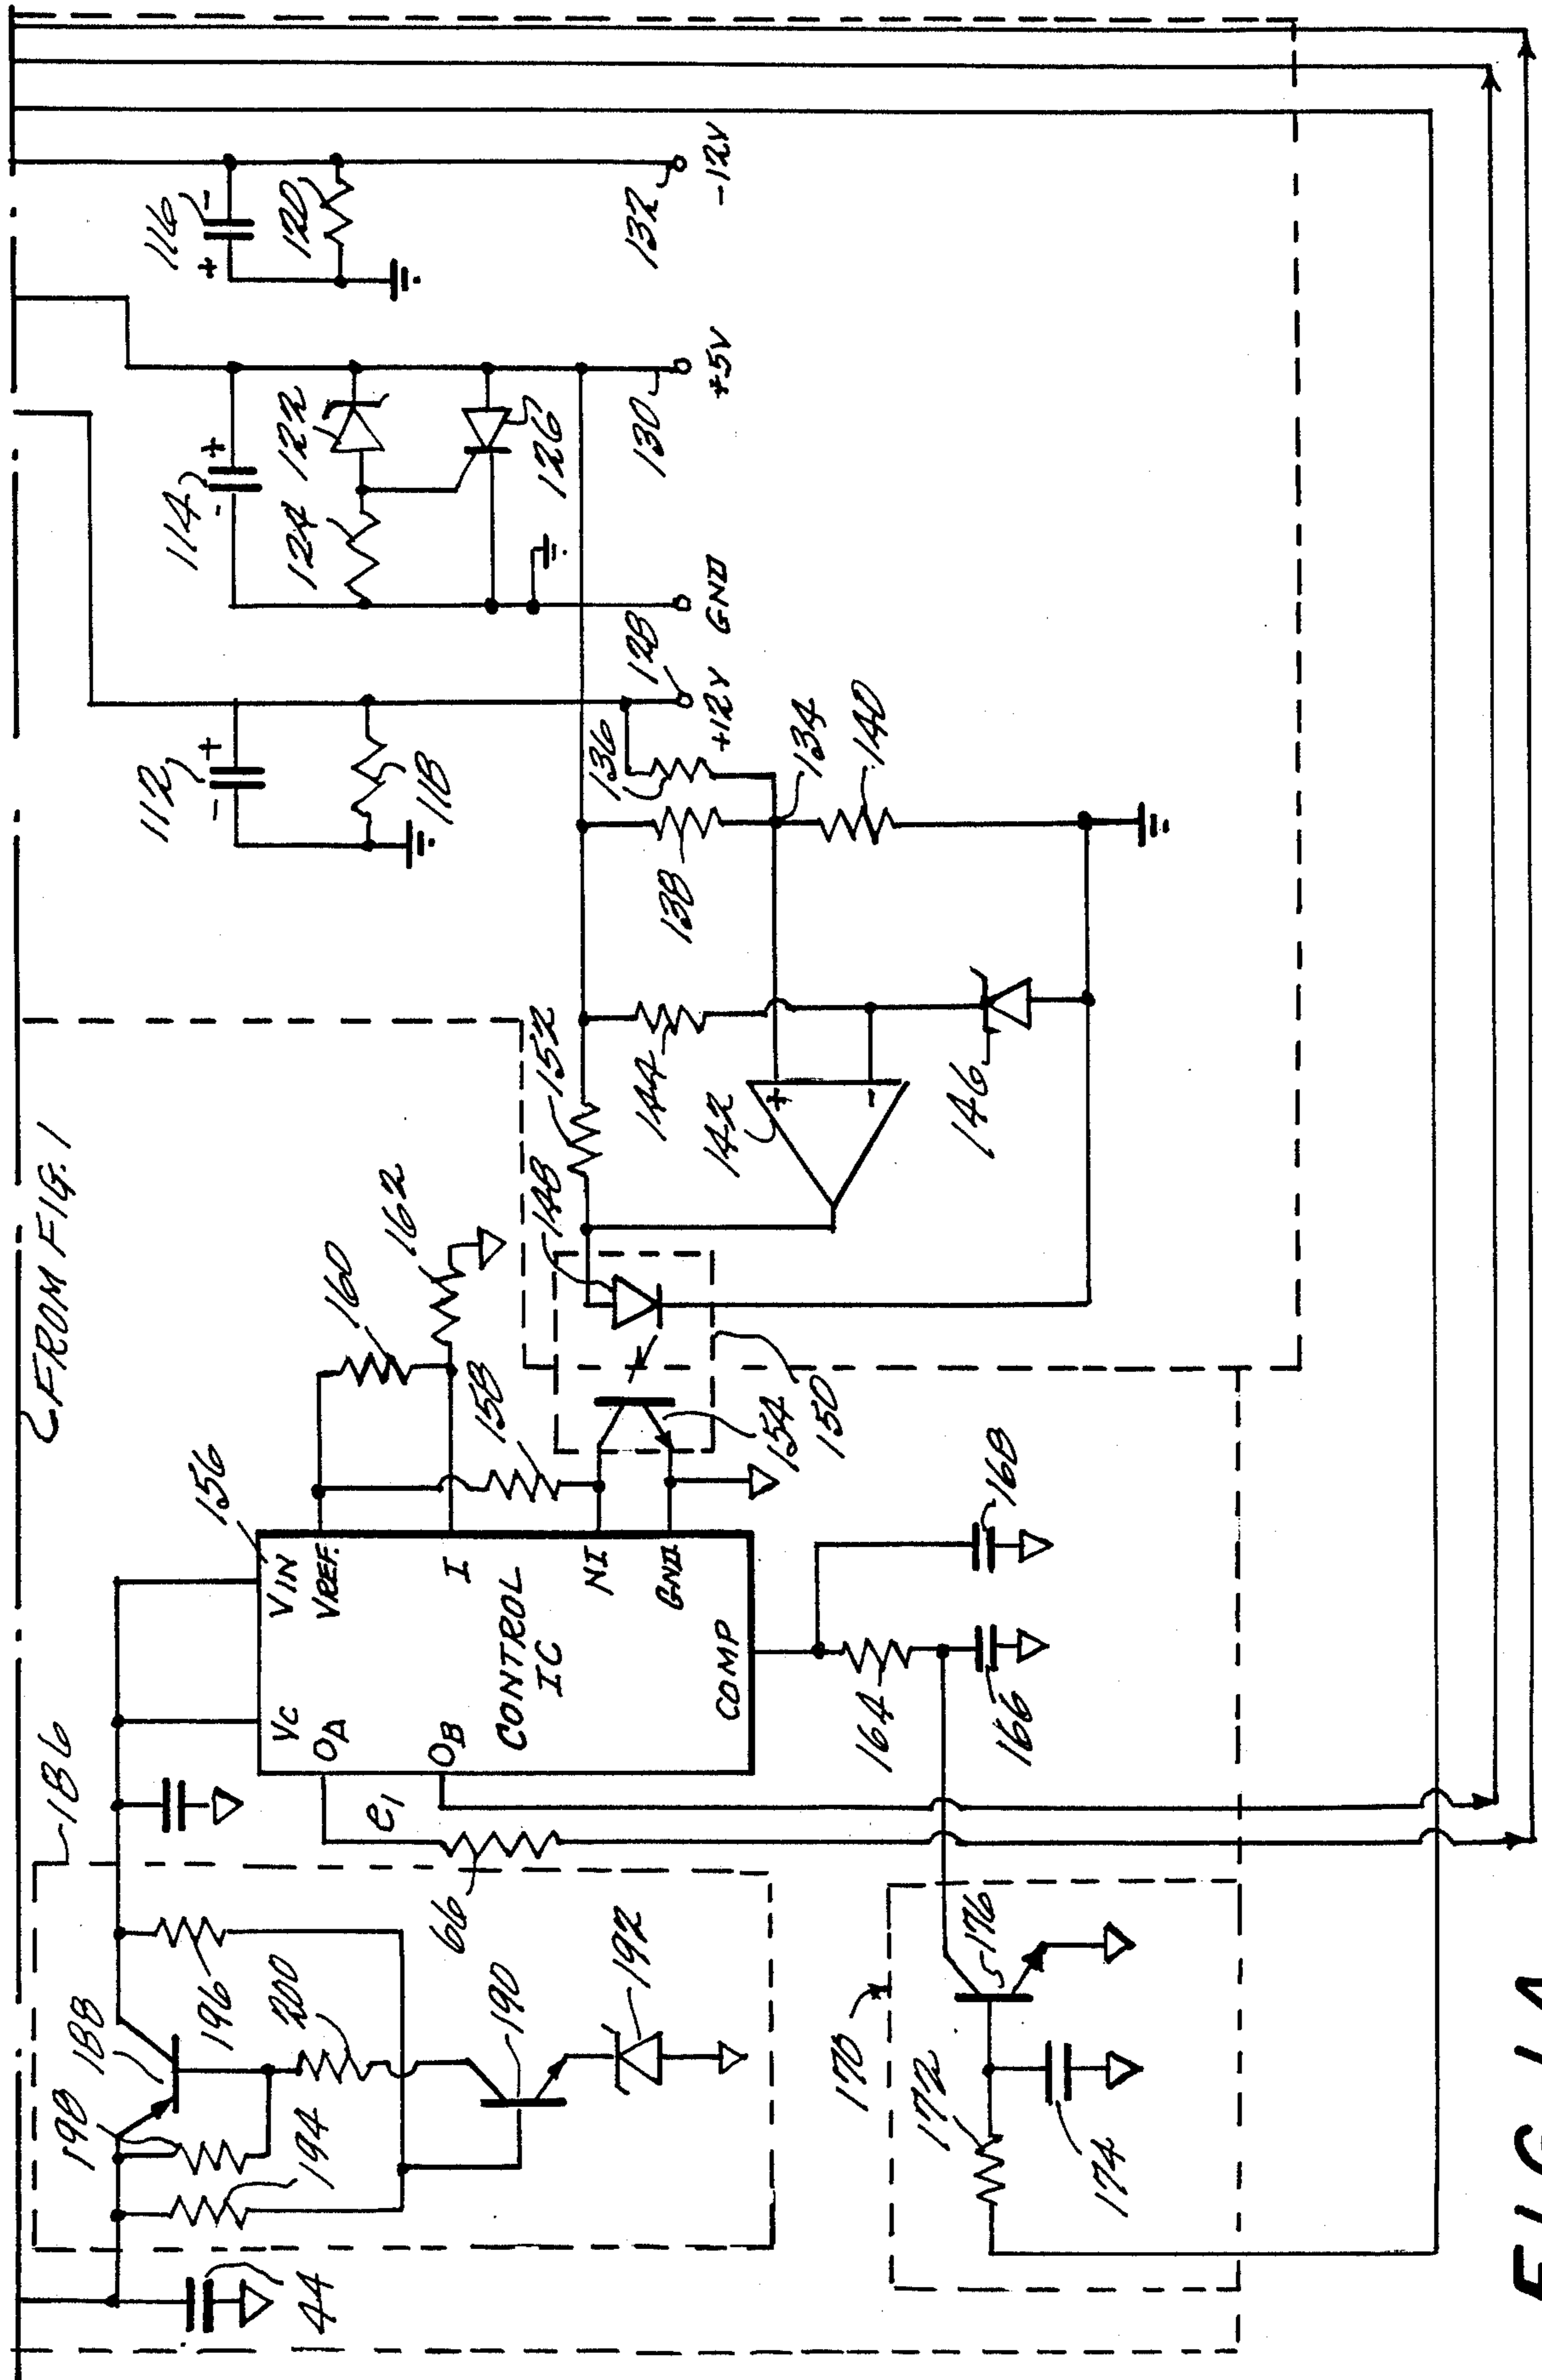 FROM FIG. 1
44
186
188
198
194
196
200
190
192
66
e1
156
VC
VIN
OA
VREF.
OB
I
CONTROL
IC
NI
GND
COMP
160
162
158
154
150
148
152
164
166
168
170
172
174
176
112
- +
118
114
- +
124
122
126
116
+ -
120
128
+12V
GND
130
+5V
132
-12V
136
138
134
140
144
142
+
-
146
FIG. 1A